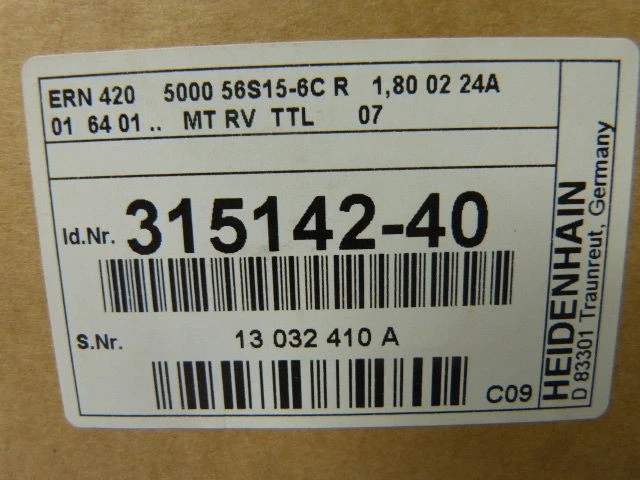 ERN 420 5000 56S15-6C R 1,80 02 24A
01 64 01 .. MT RV TTL 07
Id.Nr. 315142-40
S.Nr. 13 032 410 A
C09
HEIDENHAIN
D 83301 Traunreut, Germany